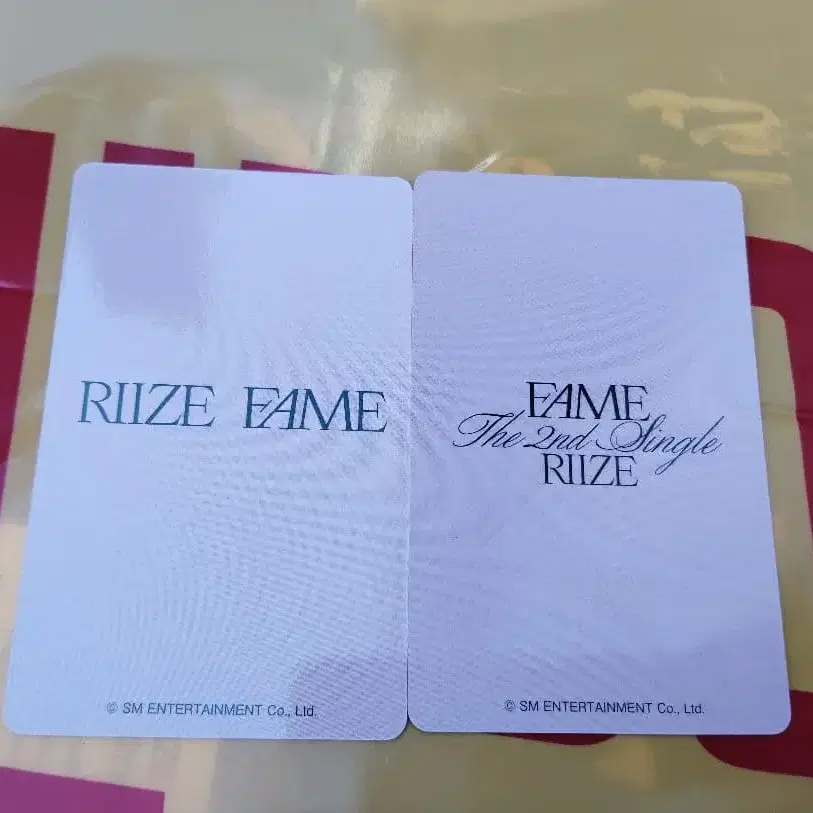 RIIZE FAME
© SM ENTERTAINMENT Co., Ltd.
FAME
The 2nd Single
RIIZE
© SM ENTERTAINMENT Co., Ltd.